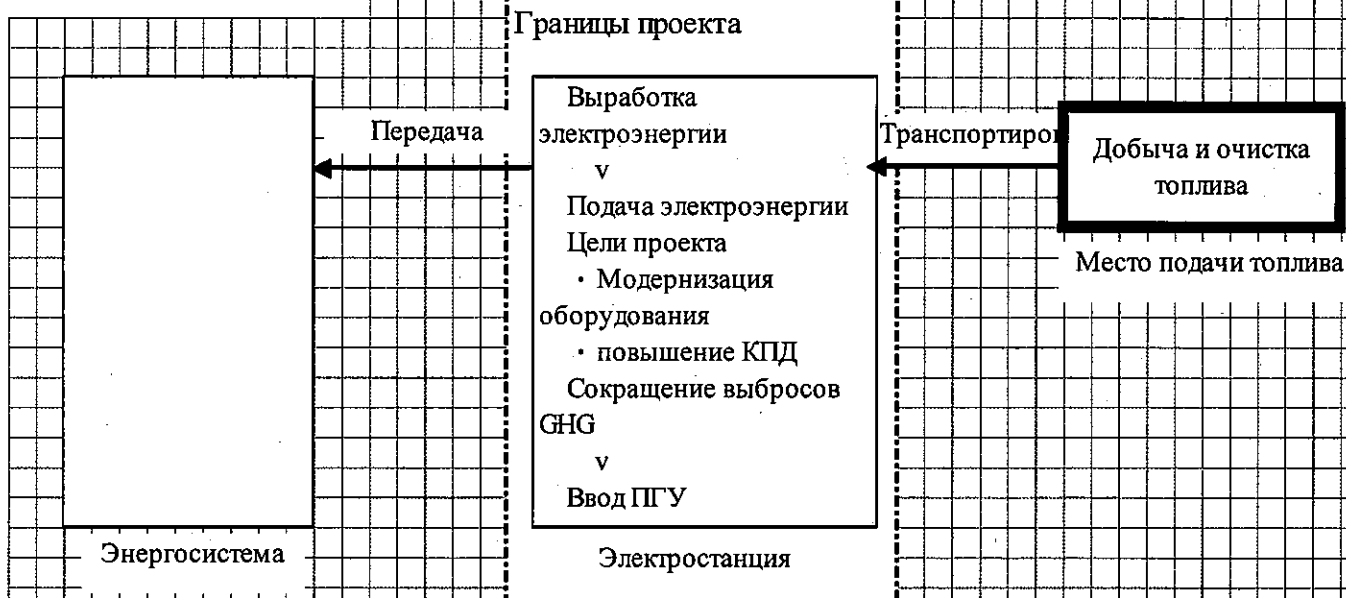 Границы проекта
Передача
Выработка
электроэнергии
v
Подача электроэнергии
Цели проекта
・ Модернизация
оборудования
・ повышение КПД
Сокращение выбросов
GHG
v
Ввод ПГУ
Транспортиров
Добыча и очистка
топлива
Место подачи топлива
Энергосистема
Электростанция